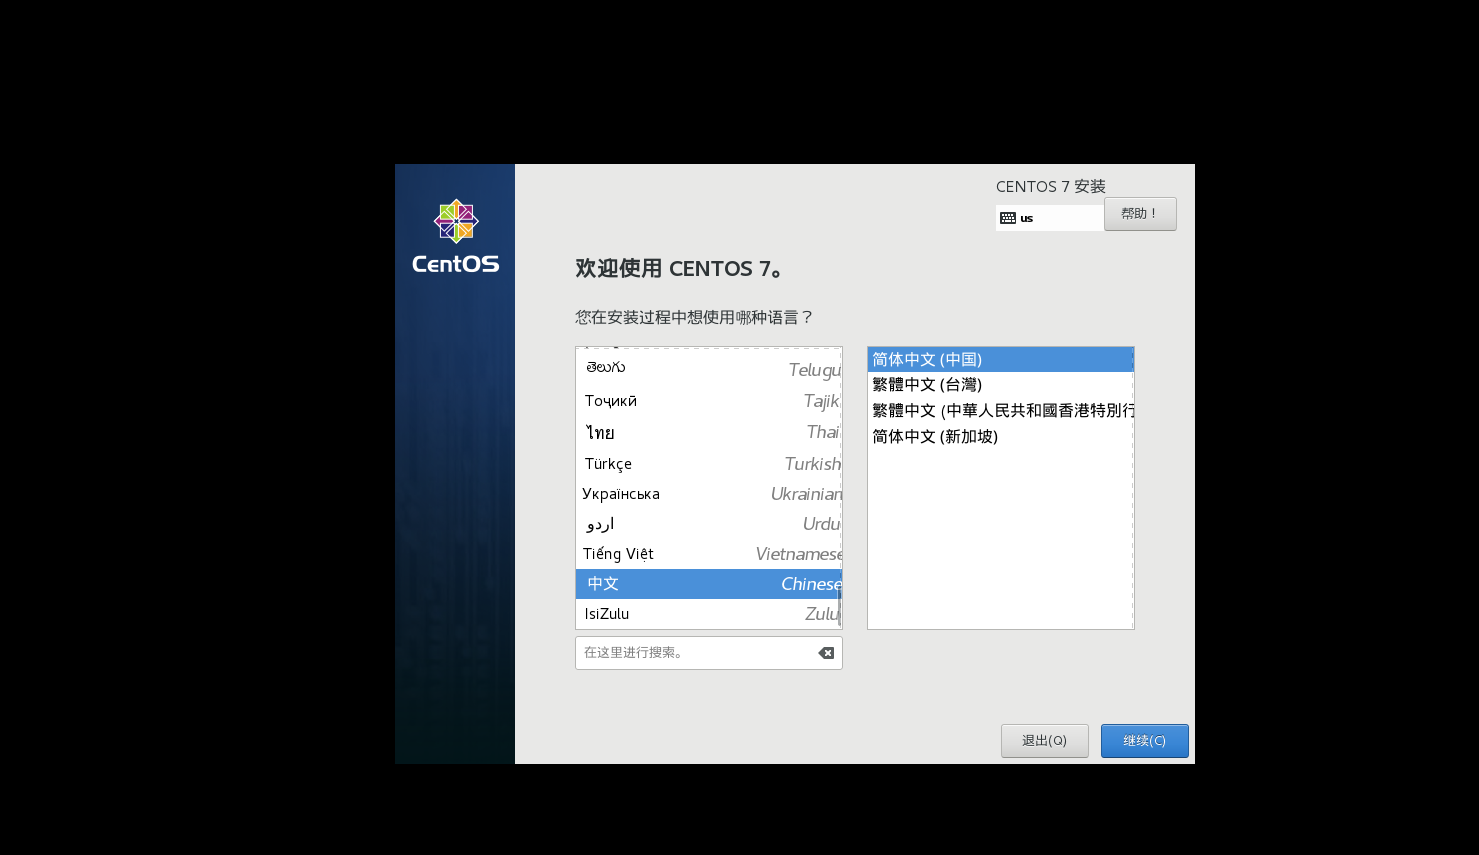 CentOS
CENTOS 7 安装
us
帮助！
欢迎使用 CENTOS 7。
您在安装过程中想使用哪种语言？
తెలుగు Telugu
Тоҷикӣ Tajik
ไทย Thai
Türkçe Turkish
Українська Ukrainian
اردو Urdu
Tiếng Việt Vietnamese
中文 Chinese
IsiZulu Zulu
简体中文 (中国)
繁體中文 (台灣)
繁體中文 (中華人民共和國香港特別行
简体中文 (新加坡)
在这里进行搜索。
退出(Q)
继续(C)